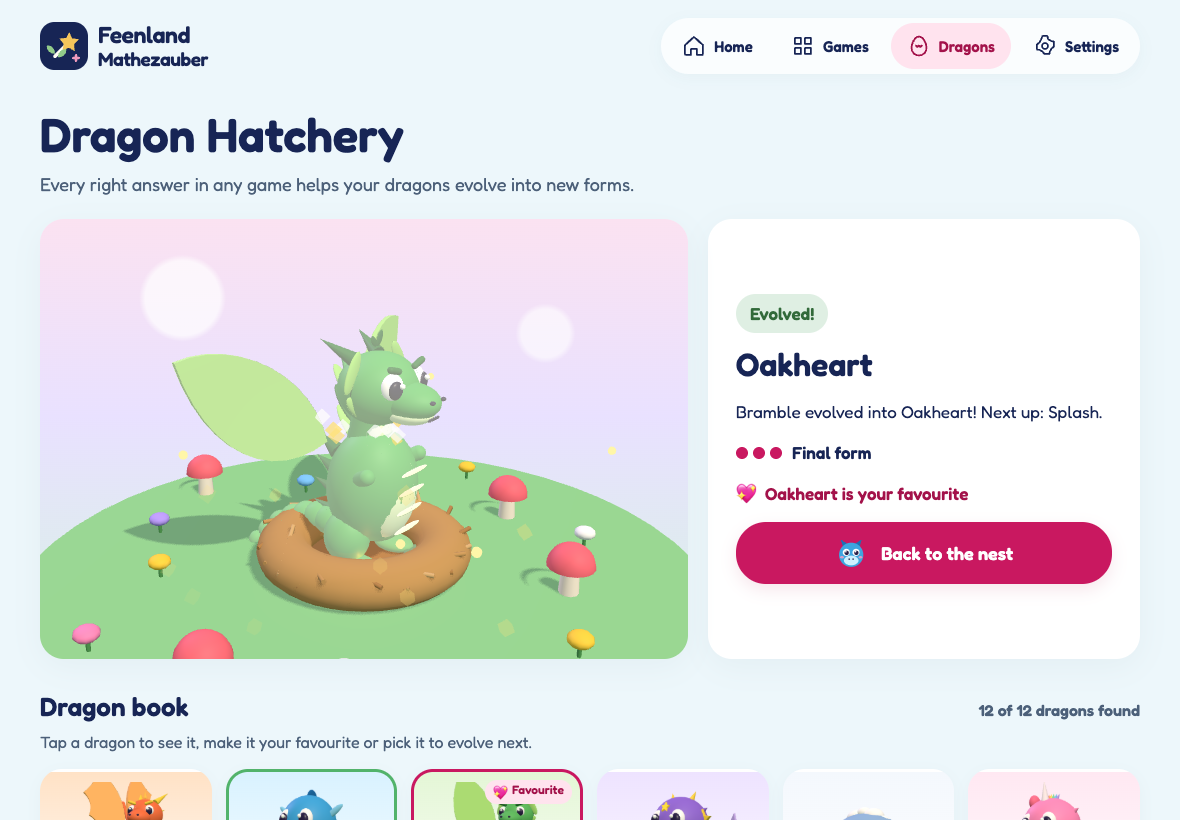 Feenland
Mathezauber
Home
Games
Dragons
Settings
Dragon Hatchery
Every right answer in any game helps your dragons evolve into new forms.
Evolved!
Oakheart
Bramble evolved into Oakheart! Next up: Splash.
Final form
Oakheart is your favourite
Back to the nest
Dragon book
12 of 12 dragons found
Tap a dragon to see it, make it your favourite or pick it to evolve next.
Favourite